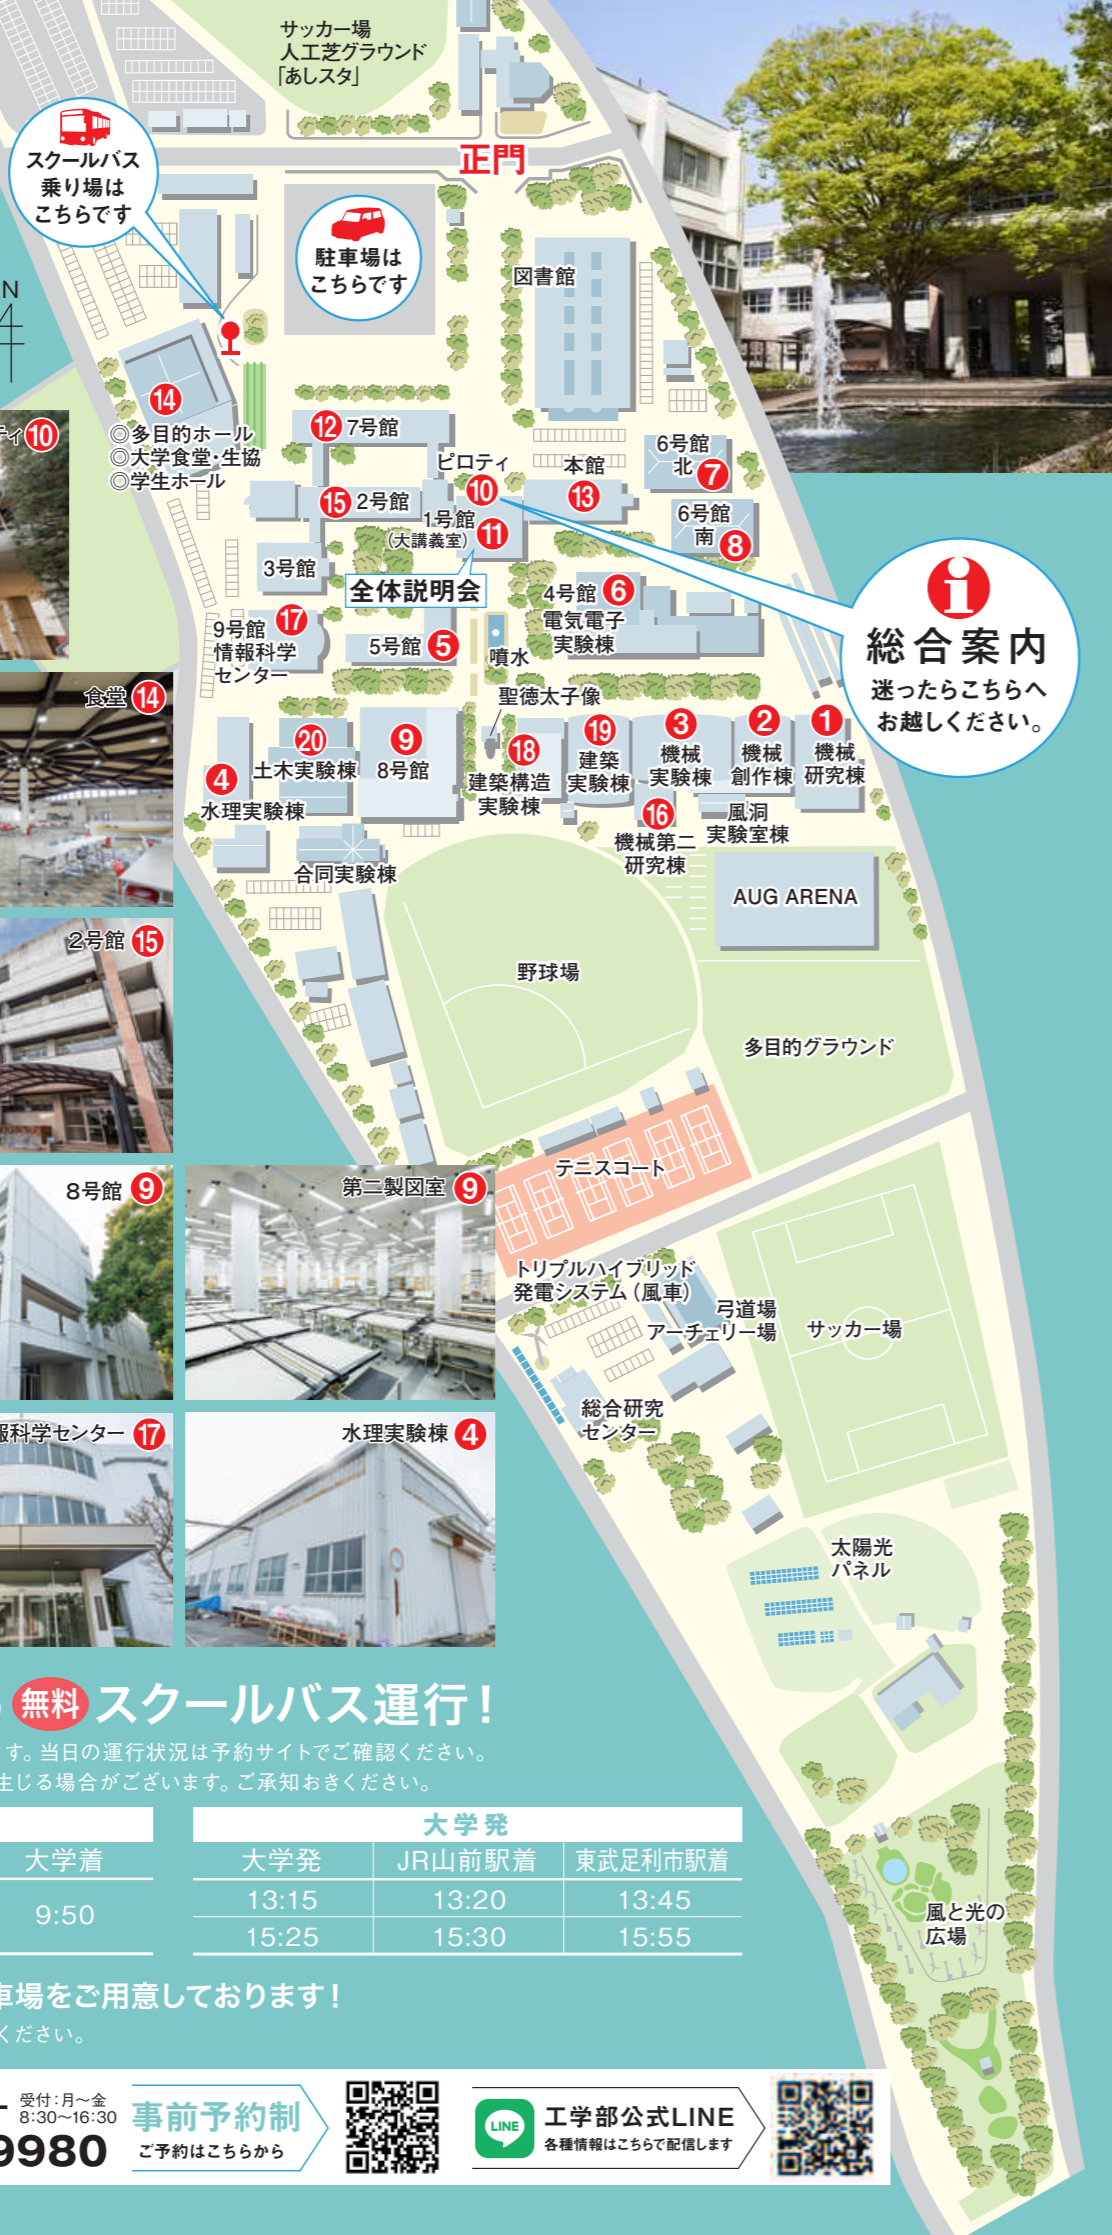 サッカー場
人工芝グラウンド
「あしスタ」
スクールバス
乗り場は
こちらです
正門
駐車場は
こちらです
図書館
N
ティ 10
14
◎多目的ホール
◎大学食堂・生協
◎学生ホール
12 7号館
ピロティ
10
本館
13
6号館
北 7
15 2号館
1号館
(大講義室)
11
6号館
南 8
3号館
全体説明会
4号館 6
電気電子
実験棟
総合案内
迷ったらこちらへ
お越しください。
9号館 17
情報科学
センター
5号館 5
噴水
聖徳太子像
食堂 14
4
水理実験棟
20
土木実験棟
9
8号館
18
建築構造
実験棟
19
建築
実験棟
3
機械
実験棟
2
機械
創作棟
1
機械
研究棟
16
機械第二
研究棟
風洞
実験室棟
合同実験棟
AUG ARENA
2号館 15
野球場
多目的グラウンド
テニスコート
8号館 9
第二製図室 9
トリプルハイブリッド
発電システム(風車)
弓道場
アーチェリー場
サッカー場
総合研究
センター
報科学センター 17
水理実験棟 4
太陽光
パネル
無料 スクールバス運行!
す。当日の運行状況は予約サイトでご確認ください。
生じる場合がございます。ご承知おきください。
大学発
大学着
大学発 JR山前駅着 東武足利市駅着
9:50
13:15 13:20 13:45
15:25 15:30 15:55
風と光の
広場
車場をご用意しております!
ください。
受付:月〜金
8:30〜16:30
9980
事前予約制
ご予約はこちらから
LINE
工学部公式LINE
各種情報はこちらで配信します